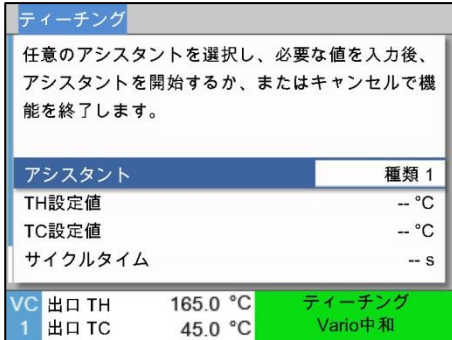 ティーチング
任意のアシスタントを選択し、必要な値を入力後、
アシスタントを開始するか、またはキャンセルで機
能を終了します。
アシスタント 種類 1
TH設定値 -- °C
TC設定値 -- °C
サイクルタイム -- s
VC 出口 TH 165.0 °C ティーチング
1 出口 TC 45.0 °C Vario中和